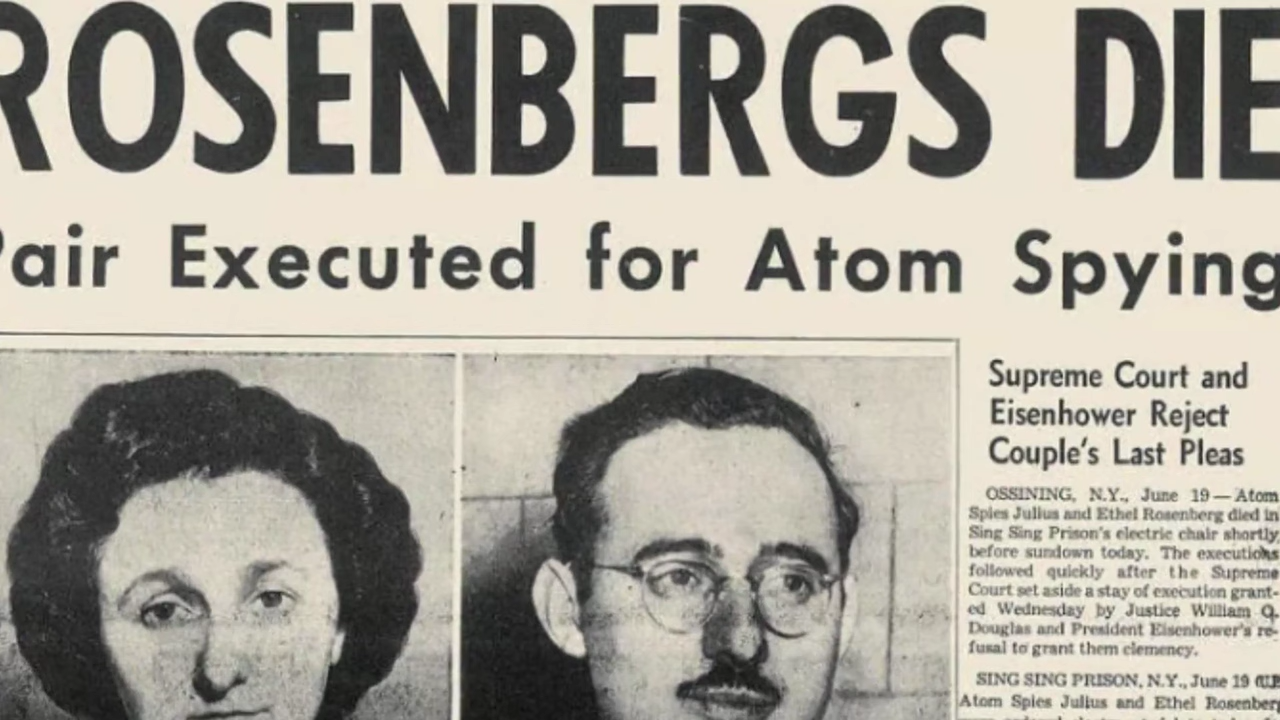 ROSENBERGS DIE
Pair Executed for Atom Spying
Supreme Court and
Eisenhower Reject
Couple's Last Pleas
OSSINING, N.Y., June 19 — Atom
Spies Julius and Ethel Rosenberg died in
Sing Sing Prison's electric chair shortly
before sundown today. The executions
followed quickly after the Supreme
Court set aside a stay of execution grant-
ed Wednesday by Justice William O.
Douglas and President Eisenhower's re-
fusal to grant them clemency.
SING SING PRISON, N.Y., June 19 (UP
Atom Spies Julius and Ethel Rosenberg